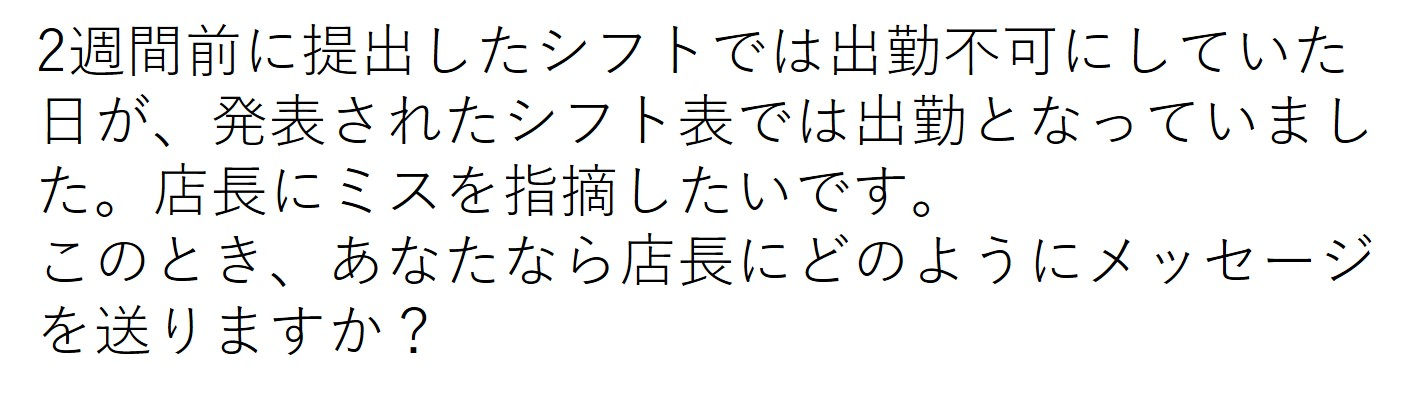 2週間前に提出したシフトでは出勤不可にしていた
日が、発表されたシフト表では出勤となっていまし
た。店長にミスを指摘したいです。
このとき、あなたなら店長にどのようにメッセージ
を送りますか？